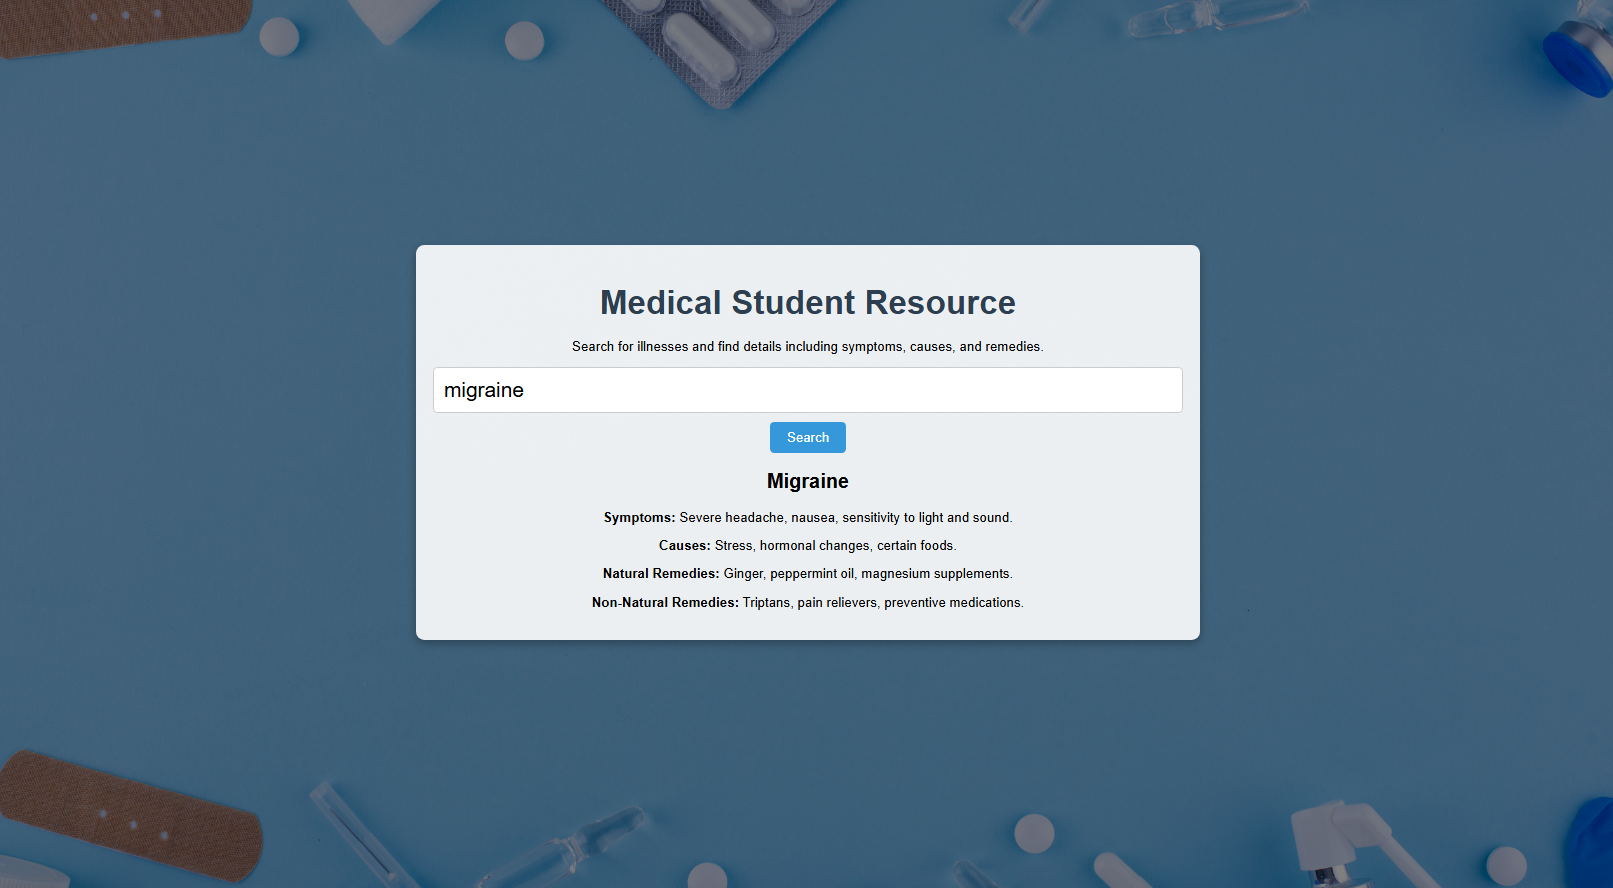 Medical Student Resource
Search for illnesses and find details including symptoms, causes, and remedies.
migraine
Search
Migraine
Symptoms: Severe headache, nausea, sensitivity to light and sound.
Causes: Stress, hormonal changes, certain foods.
Natural Remedies: Ginger, peppermint oil, magnesium supplements.
Non-Natural Remedies: Triptans, pain relievers, preventive medications.